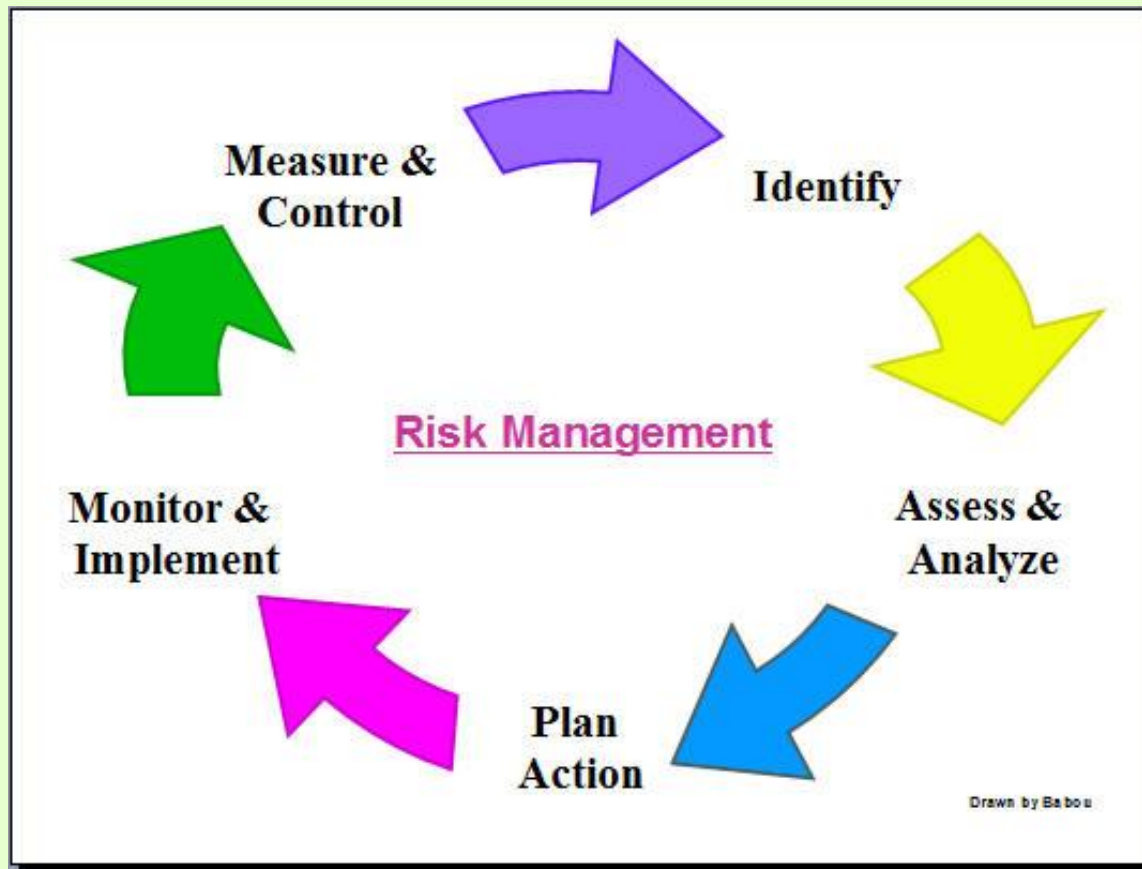 Measure &
Control
Identify
Risk Management
Monitor &
Implement
Assess &
Analyze
Plan
Action
Drawn by Babou